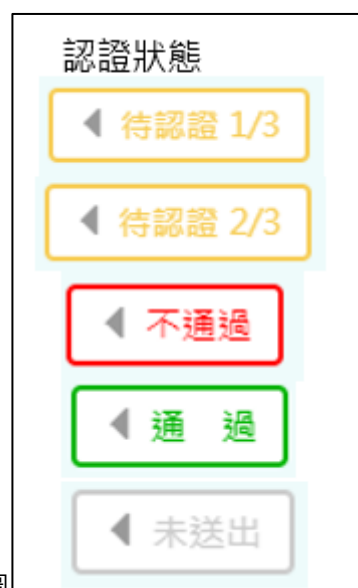 認證狀態
待認證 1/3
待認證 2/3
不通過
通 過
未送出